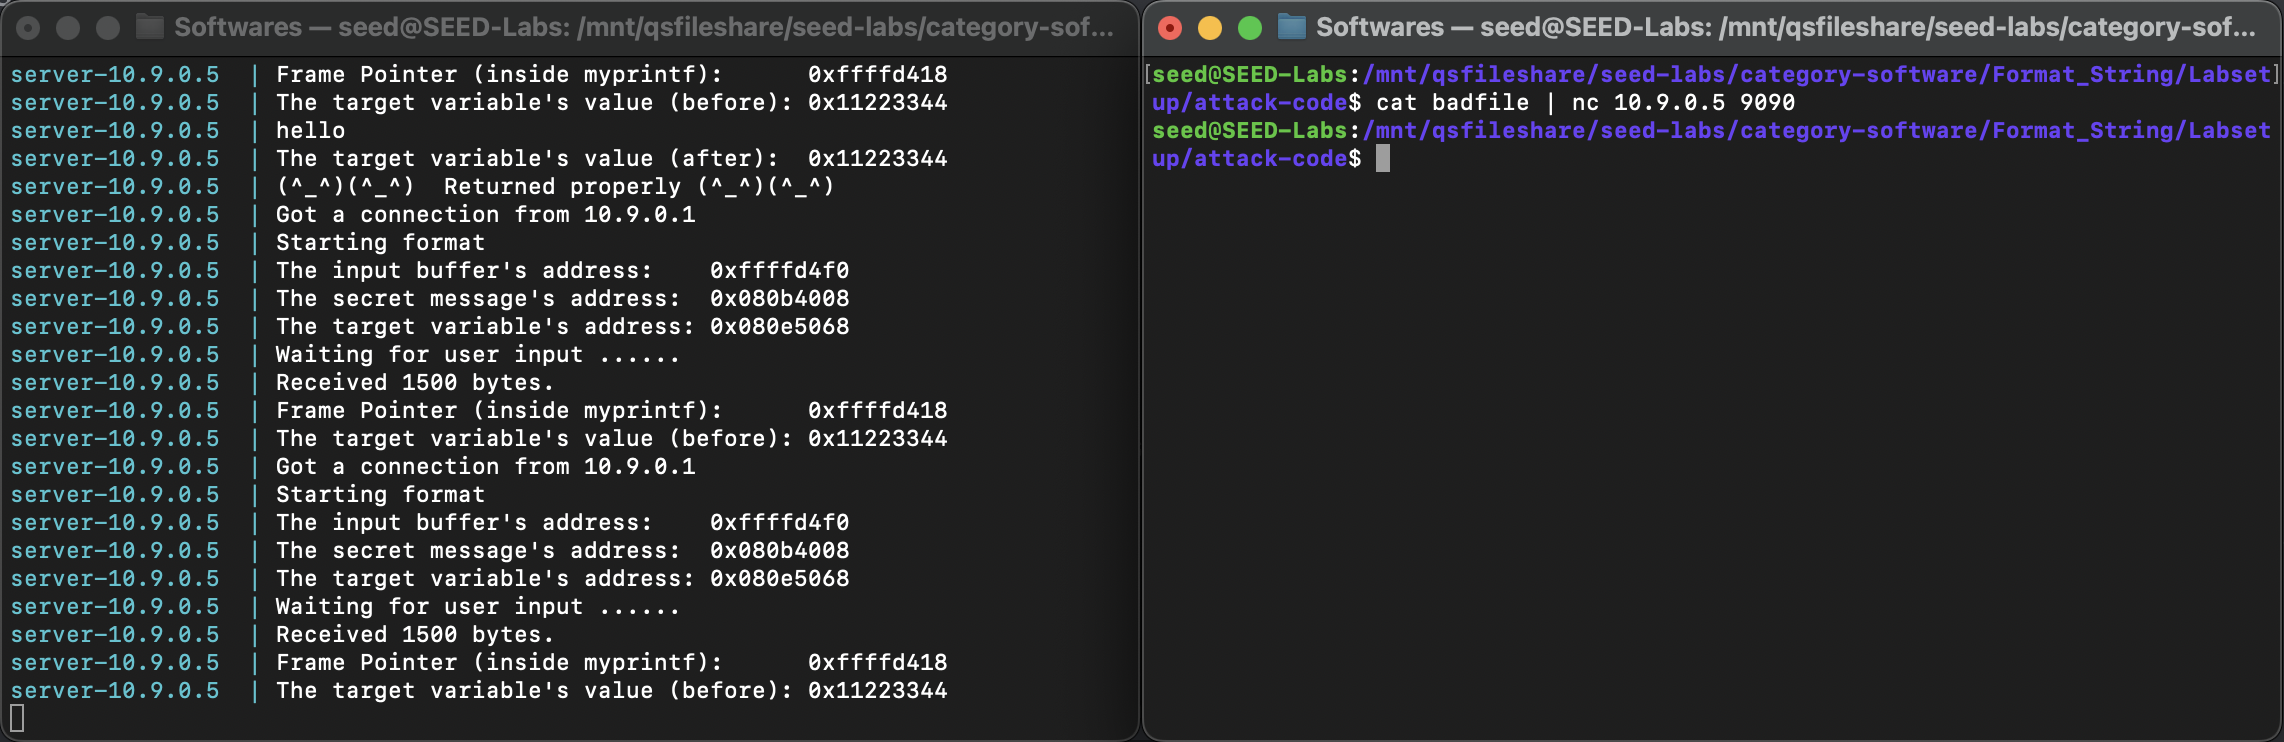 Softwares — seed@SEED-Labs: /mnt/qsfileshare/seed-labs/category-sof...
server-10.9.0.5  | Frame Pointer (inside myprintf):      0xffffd418
server-10.9.0.5  | The target variable's value (before): 0x11223344
server-10.9.0.5  | hello
server-10.9.0.5  | The target variable's value (after):  0x11223344
server-10.9.0.5  | (^_^)(^_^)  Returned properly (^_^)(^_^)
server-10.9.0.5  | Got a connection from 10.9.0.1
server-10.9.0.5  | Starting format
server-10.9.0.5  | The input buffer's address:    0xffffd4f0
server-10.9.0.5  | The secret message's address:  0x080b4008
server-10.9.0.5  | The target variable's address: 0x080e5068
server-10.9.0.5  | Waiting for user input ......
server-10.9.0.5  | Received 1500 bytes.
server-10.9.0.5  | Frame Pointer (inside myprintf):      0xffffd418
server-10.9.0.5  | The target variable's value (before): 0x11223344
server-10.9.0.5  | Got a connection from 10.9.0.1
server-10.9.0.5  | Starting format
server-10.9.0.5  | The input buffer's address:    0xffffd4f0
server-10.9.0.5  | The secret message's address:  0x080b4008
server-10.9.0.5  | The target variable's address: 0x080e5068
server-10.9.0.5  | Waiting for user input ......
server-10.9.0.5  | Received 1500 bytes.
server-10.9.0.5  | Frame Pointer (inside myprintf):      0xffffd418
server-10.9.0.5  | The target variable's value (before): 0x11223344
Softwares — seed@SEED-Labs: /mnt/qsfileshare/seed-labs/category-sof...
[seed@SEED-Labs:/mnt/qsfileshare/seed-labs/category-software/Format_String/Labset]
up/attack-code$ cat badfile | nc 10.9.0.5 9090
seed@SEED-Labs:/mnt/qsfileshare/seed-labs/category-software/Format_String/Labset
up/attack-code$